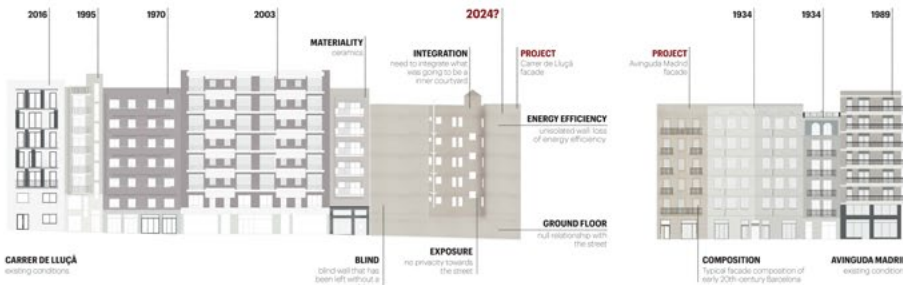 2016
1995
1970
2003
2024?
1934
1934
1989
MATERIALITY
ceramics
INTEGRATION
need to integrate what
was going to be a
inner courtyard
PROJECT
Carrer de Lluçà
facade
ENERGY EFFICIENCY
unisolated wall: loss
of energy efficiency
GROUND FLOOR
null relationship with
the street
EXPOSURE
no privacity towards
the street
BLIND
blind wall that has
been left without a
CARRER DE LLUÇÀ
existing conditions
PROJECT
Avinguda Madrid
facade
COMPOSITION
Typical facade composition of
early 20th-century Barcelona
AVINGUDA MADRI
existing condition